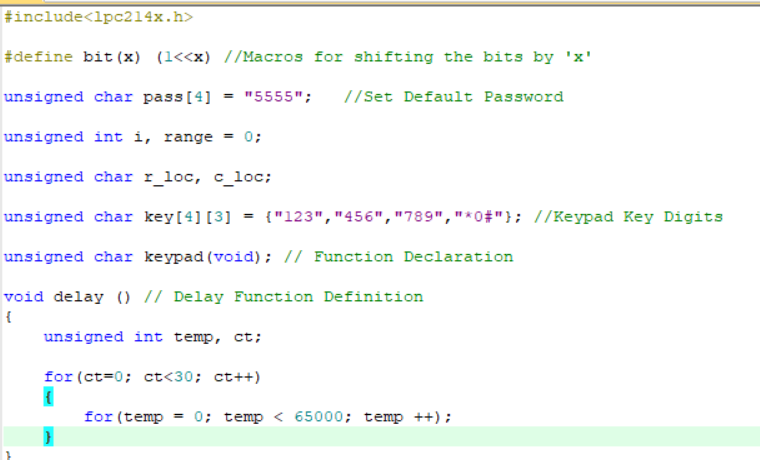 #include<lpc214x.h>
#define bit(x) (1<<x) //Macros for shifting the bits by 'x'
unsigned char pass[4] = "5555";   //Set Default Password
unsigned int i, range = 0;
unsigned char r_loc, c_loc;
unsigned char key[4][3] = {"123","456","789","*0#"}; //Keypad Key Digits
unsigned char keypad(void); // Function Declaration
void delay () // Delay Function Definition
{
    unsigned int temp, ct;
    for(ct=0; ct<30; ct++)
    {
        for(temp = 0; temp < 65000; temp ++);
    }
}